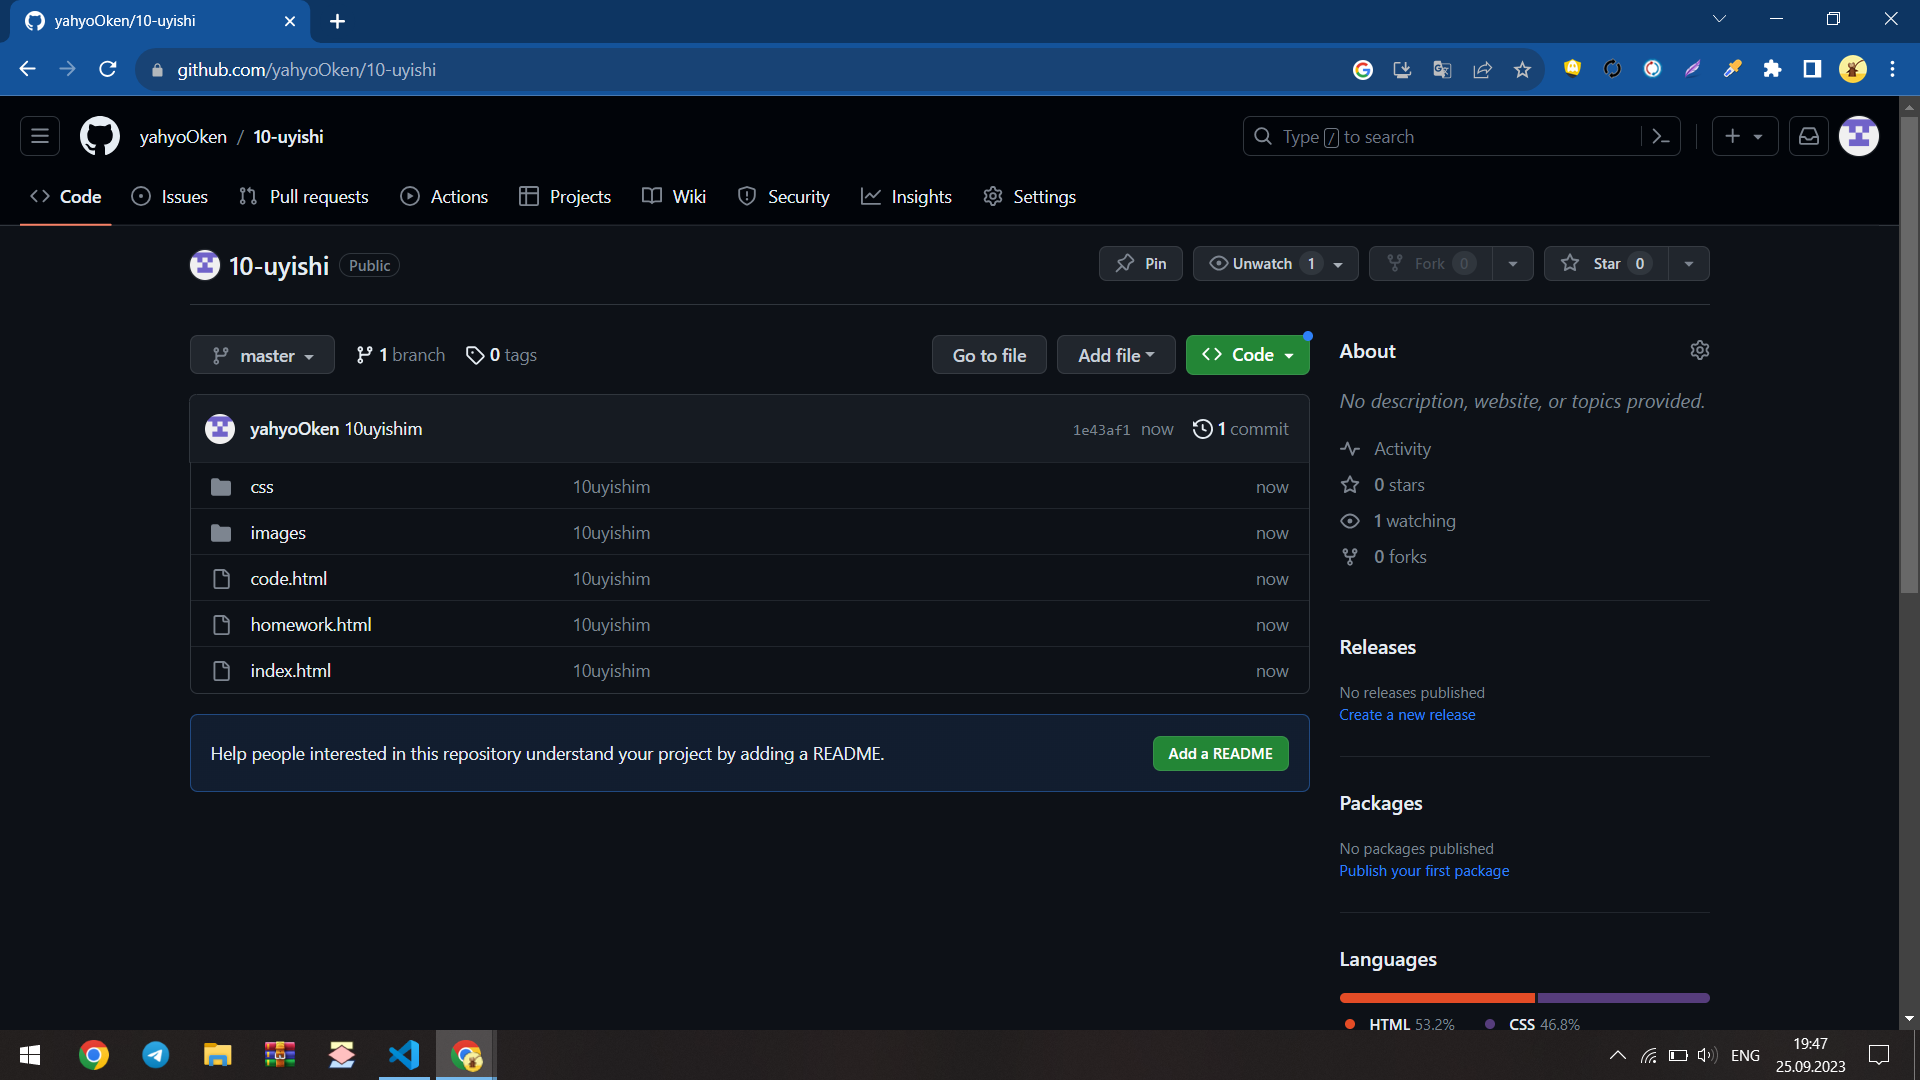 yahyoOken/10-uyishi
github.com/yahyoOken/10-uyishi
yahyoOken / 10-uyishi
Type / to search
Code Issues Pull requests Actions Projects Wiki Security Insights Settings
10-uyishi Public
Pin Unwatch 1 Fork 0 Star 0
master 1 branch 0 tags Go to file Add file Code
yahyoOken 10uyishim 1e43af1 now 1 commit
css 10uyishim now
images 10uyishim now
code.html 10uyishim now
homework.html 10uyishim now
index.html 10uyishim now
Help people interested in this repository understand your project by adding a README. Add a README
About
No description, website, or topics provided.
Activity
0 stars
1 watching
0 forks
Releases
No releases published
Create a new release
Packages
No packages published
Publish your first package
Languages
HTML 53.2% CSS 46.8%
ENG
19:47
25.09.2023